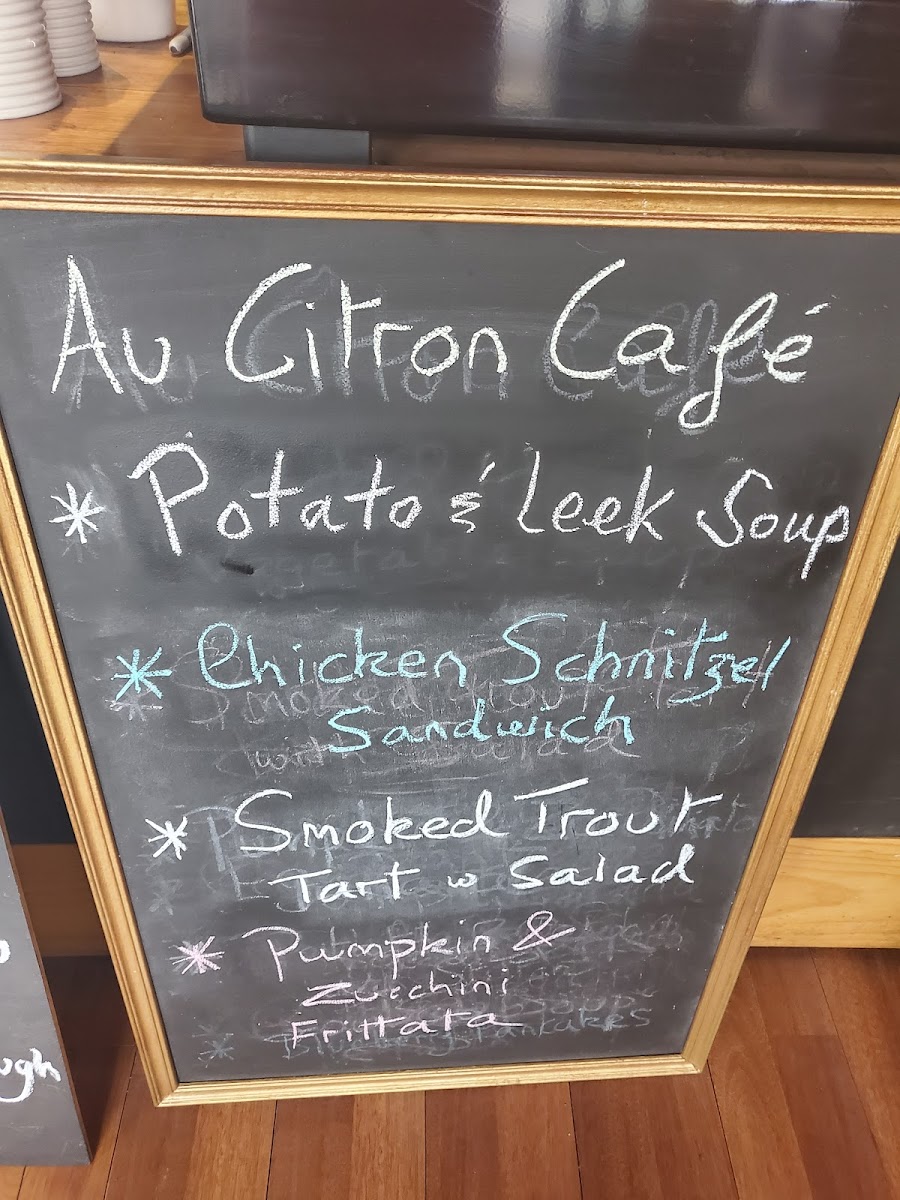 Au Citron Café
* Potato & Leek Soup
* Chicken Schnitzel
Sandwich
* Smoked Trout
Tart w Salad
* Pumpkin &
Zucchini
Frittata